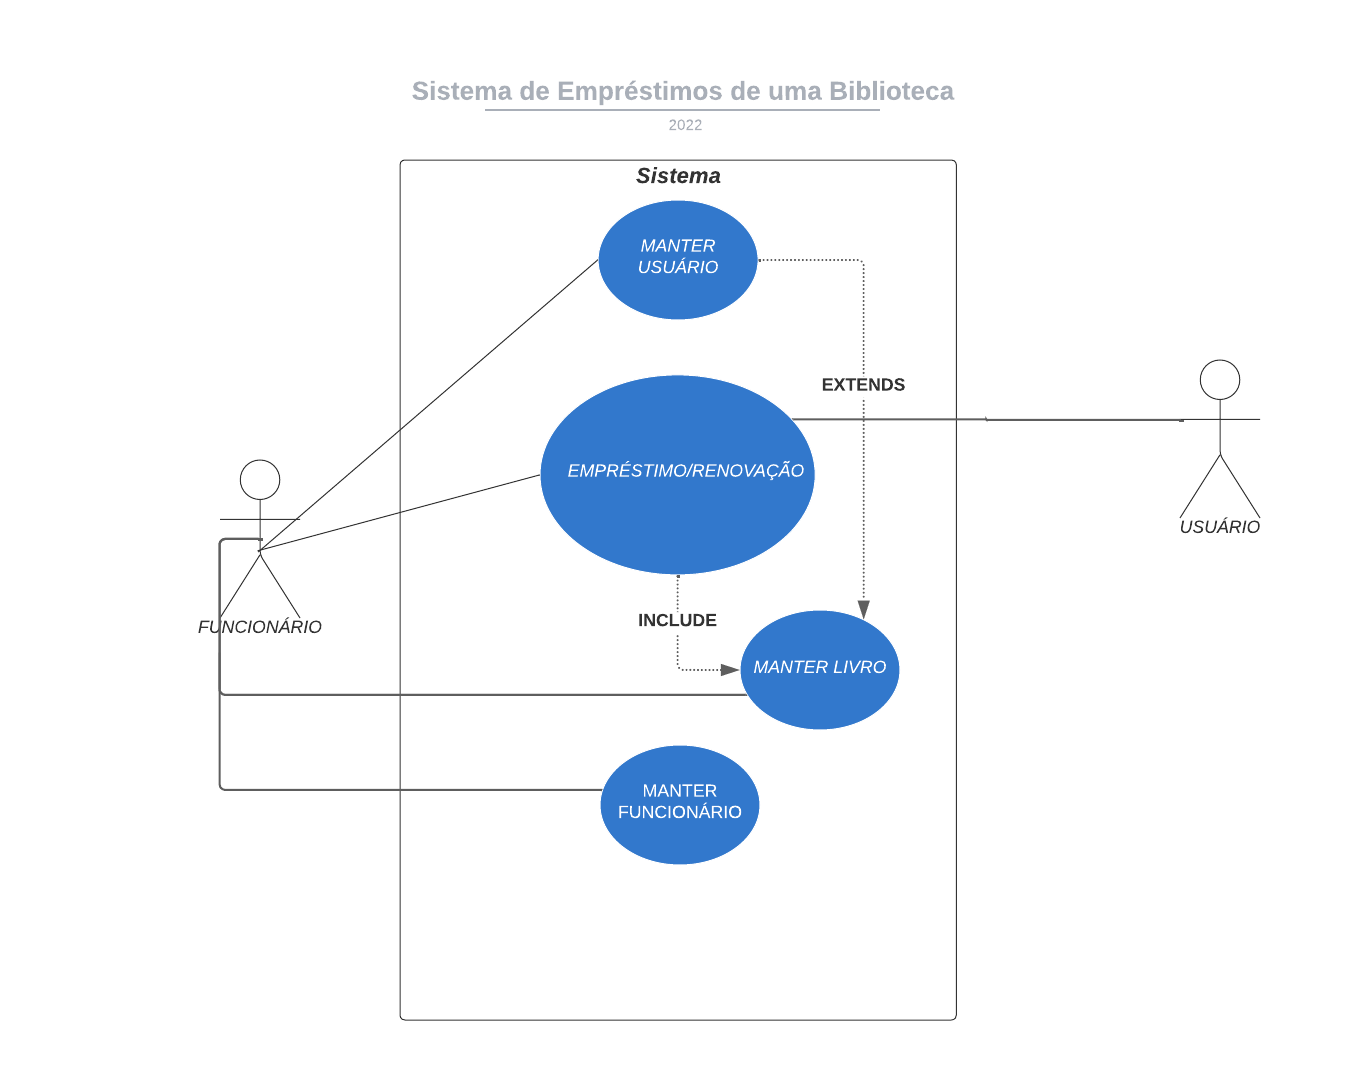 Sistema de Empréstimos de uma Biblioteca
2022
Sistema
MANTER
USUÁRIO
EXTENDS
EMPRÉSTIMO/RENOVAÇÃO
USUÁRIO
FUNCIONÁRIO
INCLUDE
MANTER LIVRO
MANTER
FUNCIONÁRIO